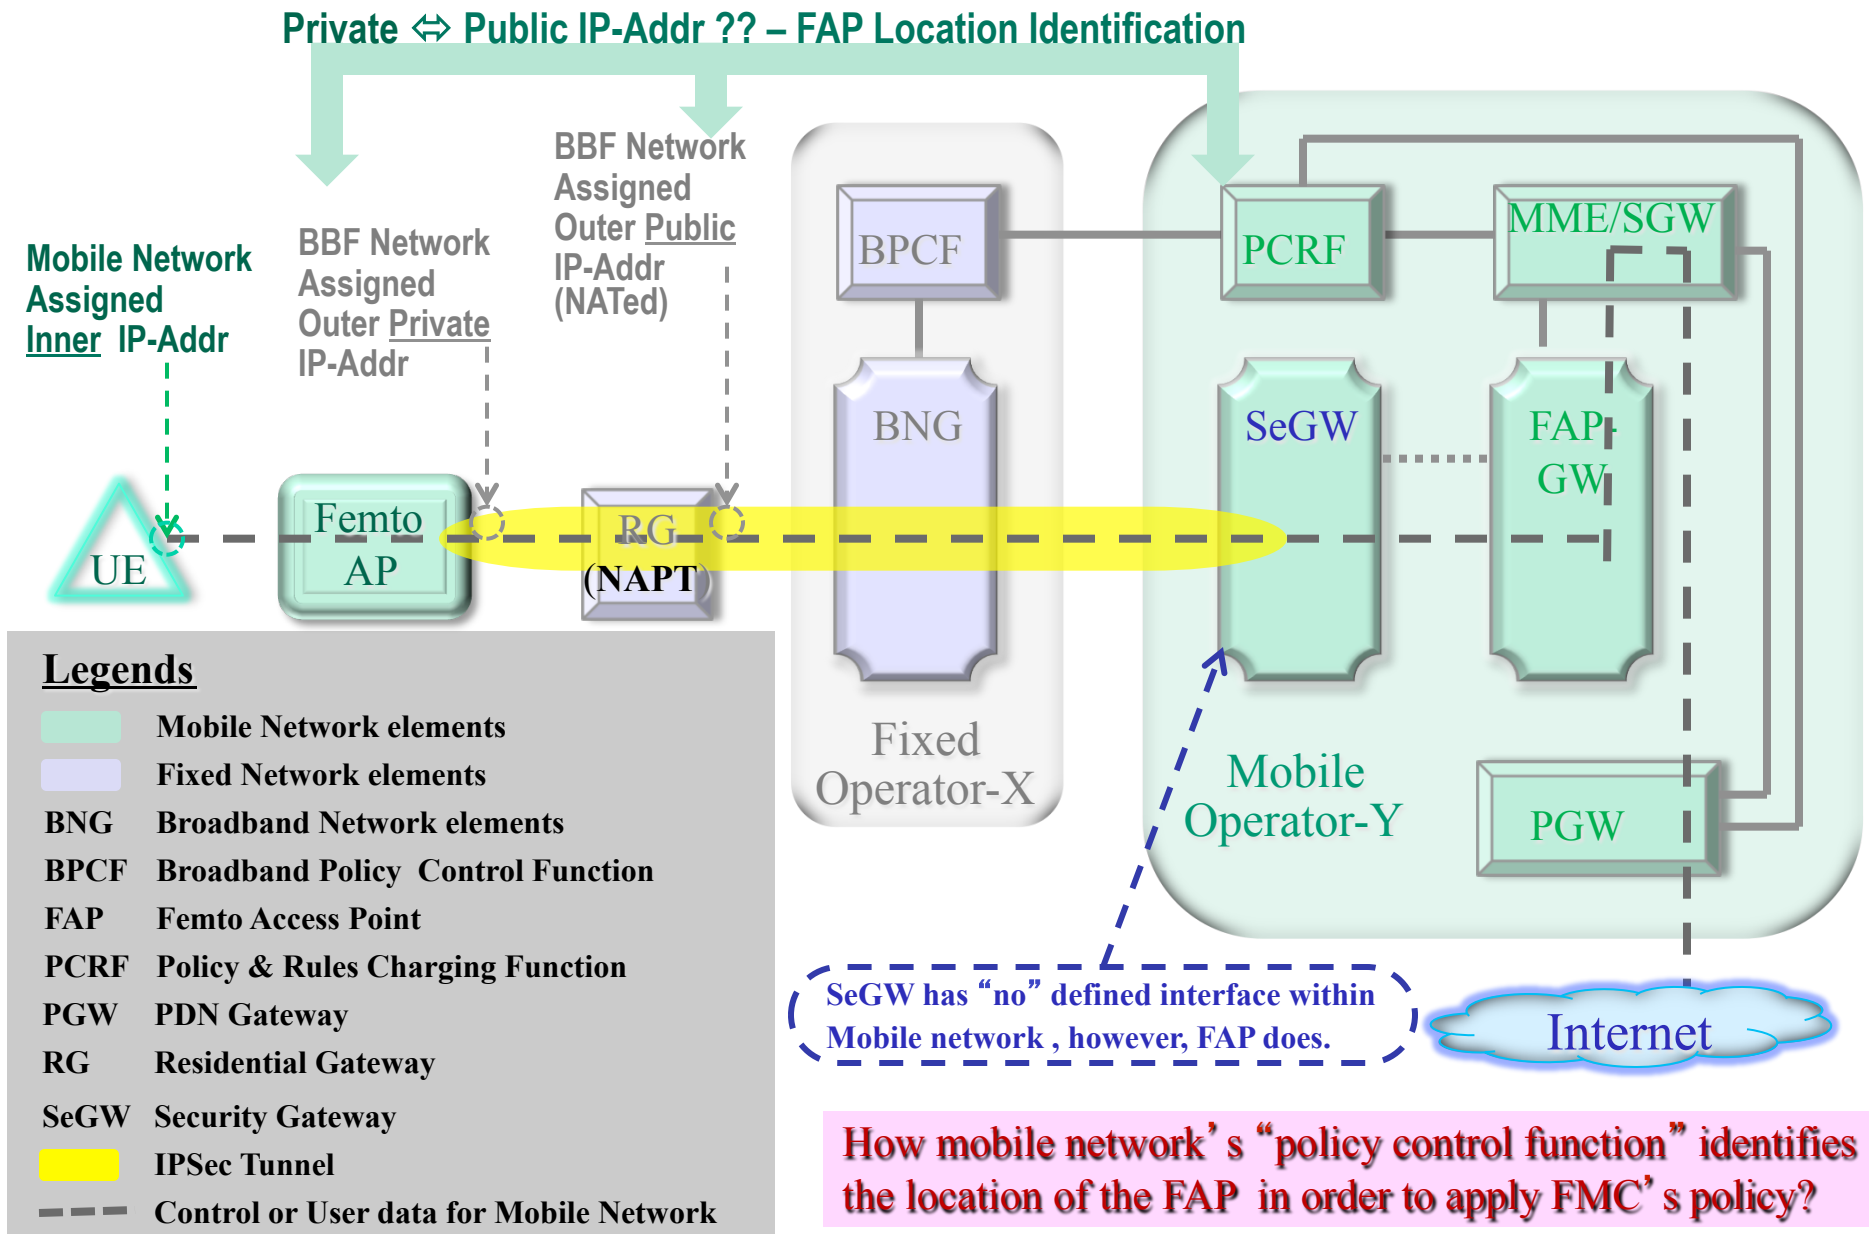 Private ⇔ Public IP-Addr ?? – FAP Location Identification
Mobile Network
Assigned
Inner IP-Addr
BBF Network
Assigned
Outer Private
IP-Addr
BBF Network
Assigned
Outer Public
IP-Addr
(NATed)
BPCF
PCRF
MME/SGW
BNG
SeGW
FAP-
GW
UE
Femto
AP
RG
(NAPT)
Fixed
Operator-X
Mobile
Operator-Y
PGW
Internet
SeGW has “no” defined interface within
Mobile network , however, FAP does.
How mobile network’s “policy control function” identifies
the location of the FAP in order to apply FMC’s policy?
Legends
Mobile Network elements
Fixed Network elements
BNG Broadband Network elements
BPCF Broadband Policy Control Function
FAP Femto Access Point
PCRF Policy & Rules Charging Function
PGW PDN Gateway
RG Residential Gateway
SeGW Security Gateway
IPSec Tunnel
Control or User data for Mobile Network